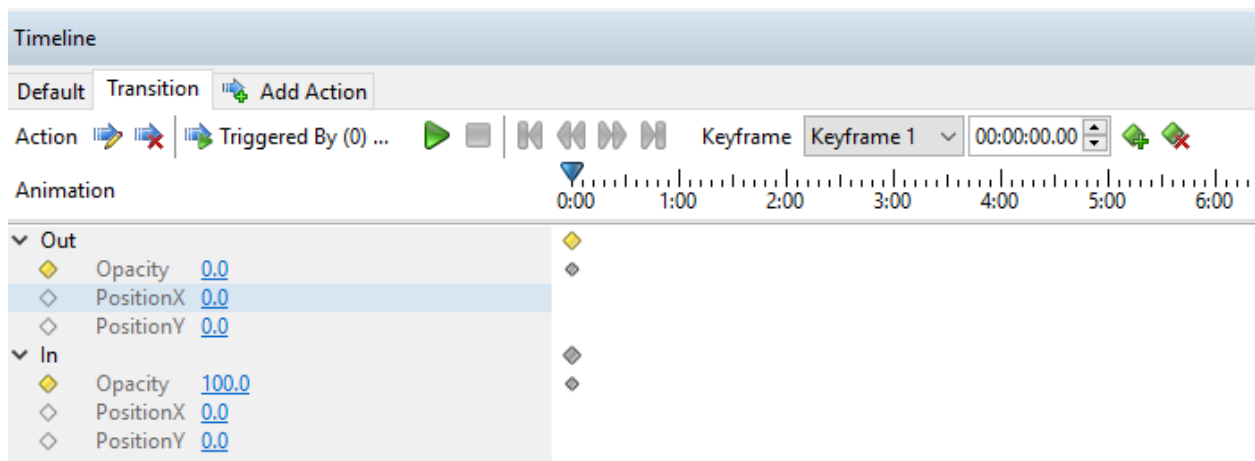 Timeline
Default Transition Add Action
Action Triggered By (0) ... Keyframe Keyframe 1 00:00:00.00
Animation 0:00 1:00 2:00 3:00 4:00 5:00 6:00
Out
Opacity 0.0
PositionX 0.0
PositionY 0.0
In
Opacity 100.0
PositionX 0.0
PositionY 0.0